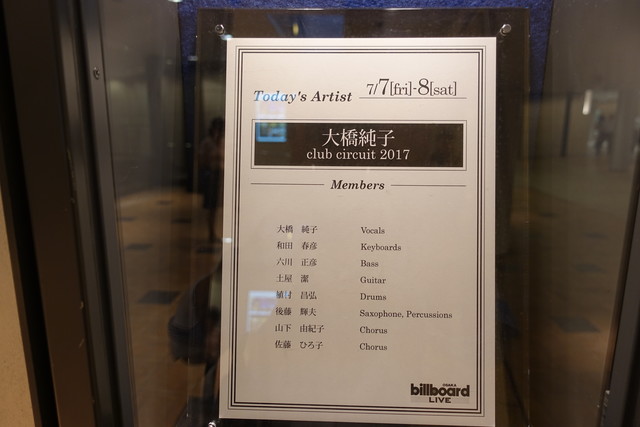 Today's Artist 7/7[fri]-8[sat]
大橋純子
club circuit 2017
Members
大橋 純子 Vocals
和田 春彦 Keyboards
六川 正彦 Bass
土屋 潔 Guitar
植村 昌弘 Drums
後藤 輝夫 Saxophone, Percussions
山下 由紀子 Chorus
佐藤 ひろ子 Chorus
OSAKA
billboard
LIVE